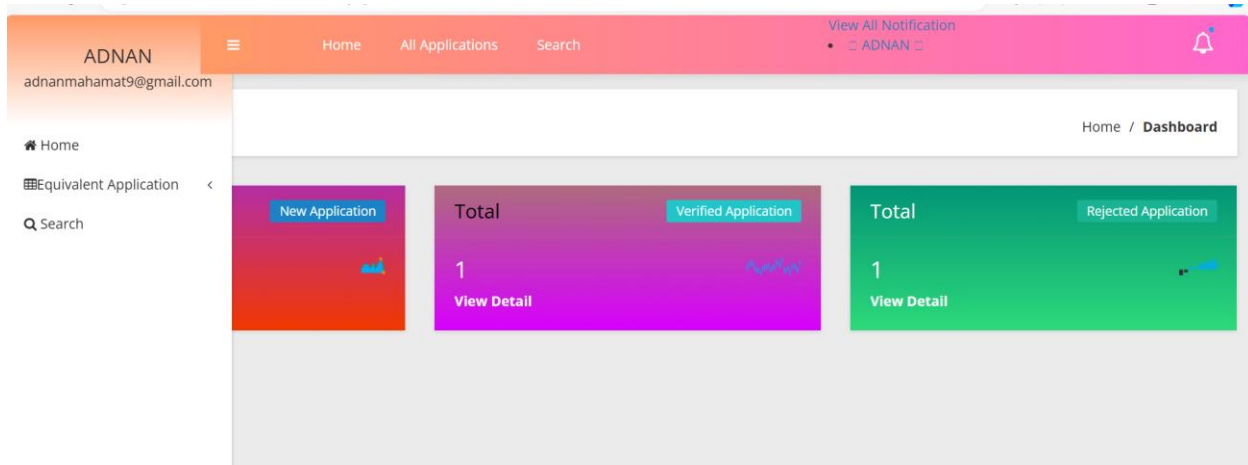 ADNAN
adnanmahamat9@gmail.com
Home
Equivalent Application
Search
Home All Applications Search
View All Notification
• □ ADNAN □
Home / Dashboard
New Application
Total Verified Application
1
View Detail
Total Rejected Application
1
View Detail